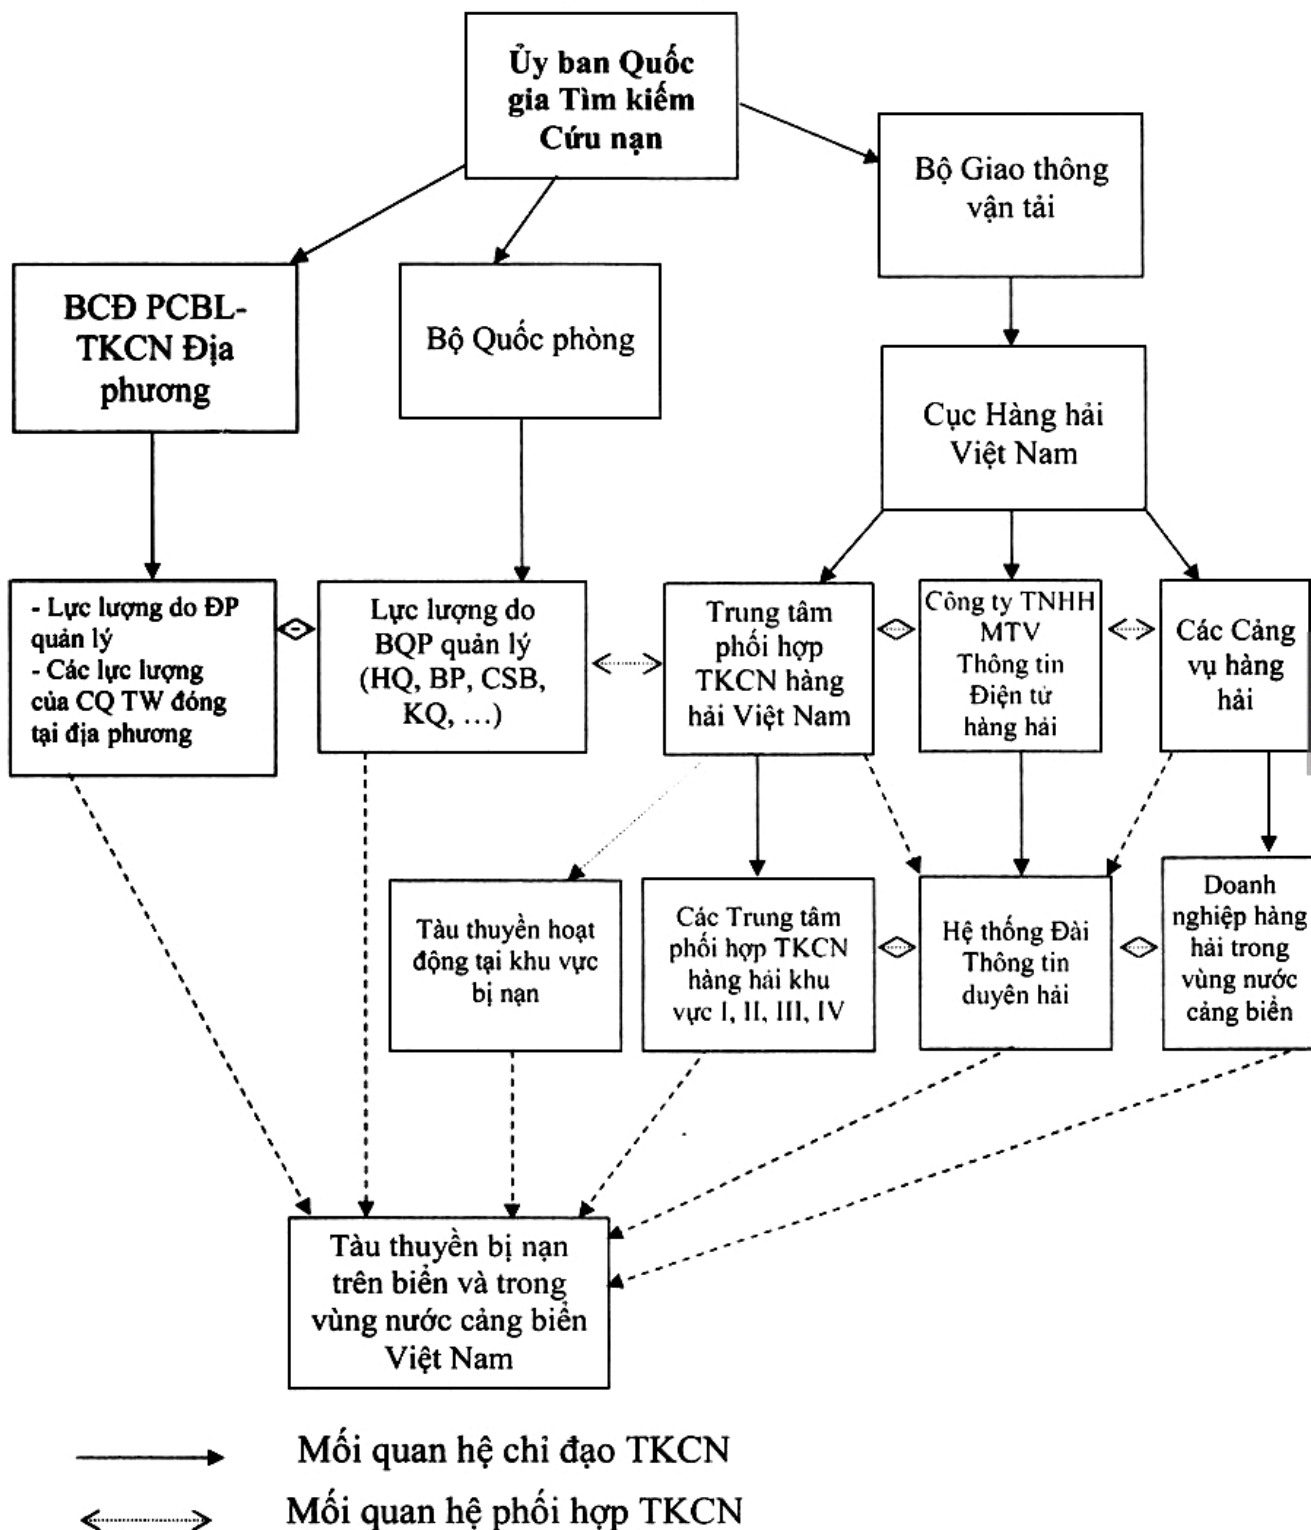 Ủy ban Quốc
gia Tìm kiếm
Cứu nạn
Bộ Giao thông
vận tải
BCĐ PCBL-
TKCN Địa
phương
Bộ Quốc phòng
Cục Hàng hải
Việt Nam
- Lực lượng do ĐP
quản lý
- Các lực lượng
của CQ TW đóng
tại địa phương
Lực lượng do
BQP quản lý
(HQ, BP, CSB,
KQ, …)
Trung tâm
phối hợp
TKCN hàng
hải Việt Nam
Công ty TNHH
MTV
Thông tin
Điện tử
hàng hải
Các Cảng
vụ hàng
hải
Tàu thuyền hoạt
động tại khu vực
bị nạn
Các Trung tâm
phối hợp TKCN
hàng hải khu
vực I, II, III, IV
Hệ thống Đài
Thông tin
duyên hải
Doanh
nghiệp hàng
hải trong
vùng nước
cảng biển
Tàu thuyền bị nạn
trên biển và trong
vùng nước cảng biển
Việt Nam
Mối quan hệ chỉ đạo TKCN
Mối quan hệ phối hợp TKCN